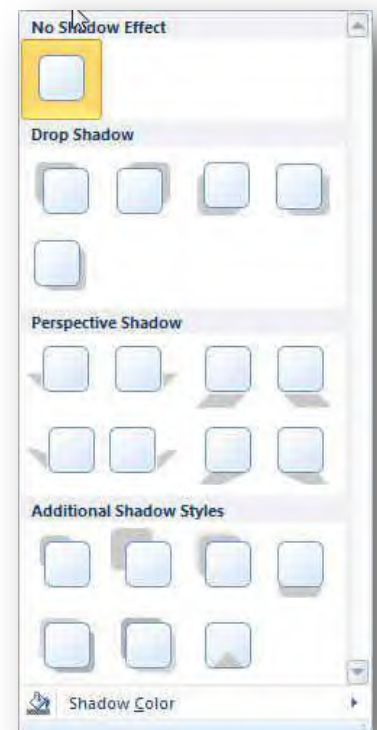 No Shadow Effect
Drop Shadow
Perspective Shadow
Additional Shadow Styles
Shadow Color